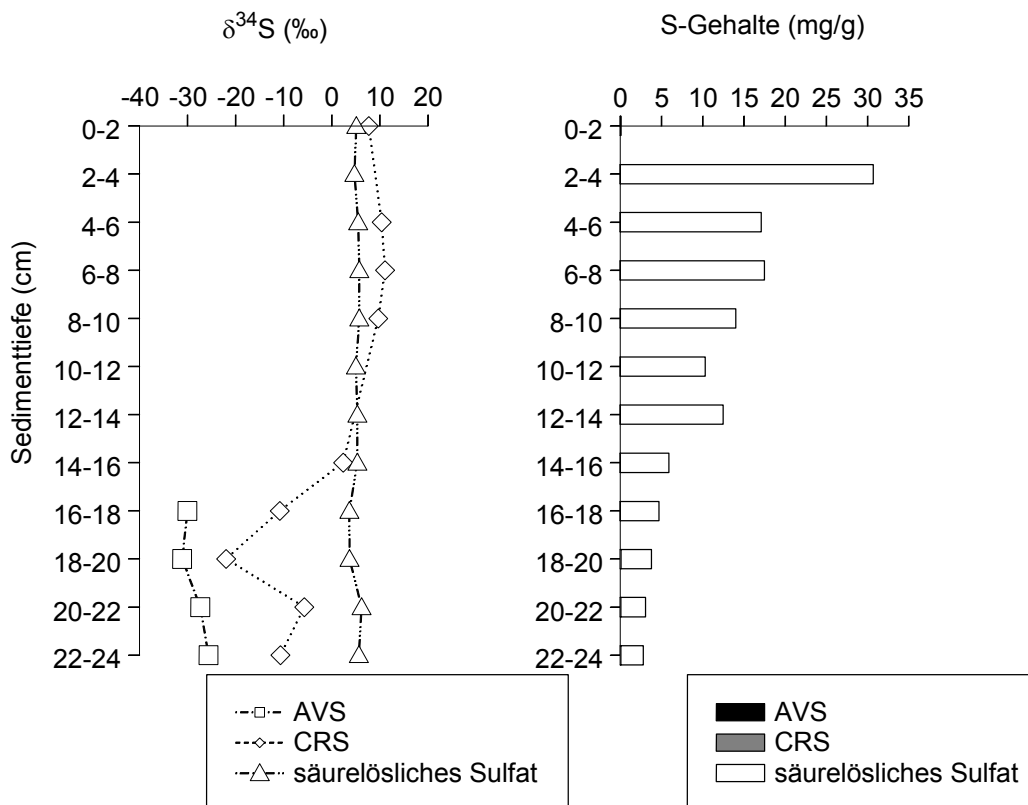 δ34S (‰)
-40 -30 -20 -10 0 10 20
Sedimenttiefe (cm)
0-2
2-4
4-6
6-8
8-10
10-12
12-14
14-16
16-18
18-20
20-22
22-24
AVS
CRS
säurelösliches Sulfat
S-Gehalte (mg/g)
0 5 10 15 20 25 30 35
0-2
2-4
4-6
6-8
8-10
10-12
12-14
14-16
16-18
18-20
20-22
22-24
AVS
CRS
säurelösliches Sulfat